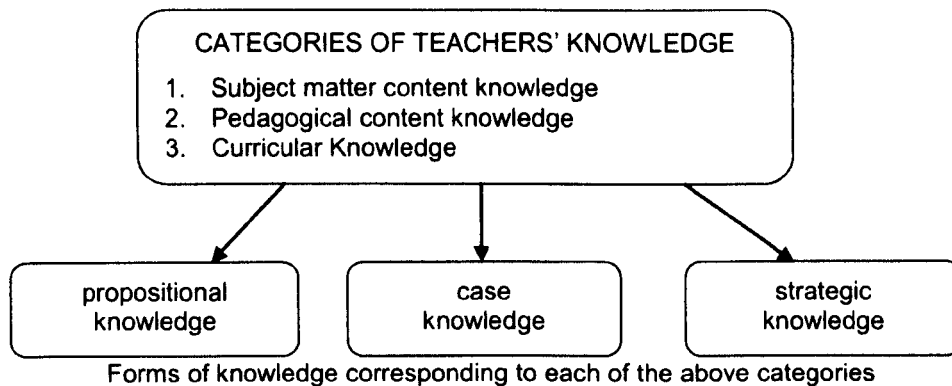 CATEGORIES OF TEACHERS' KNOWLEDGE
1. Subject matter content knowledge
2. Pedagogical content knowledge
3. Curricular Knowledge
propositional
knowledge
case
knowledge
strategic
knowledge
Forms of knowledge corresponding to each of the above categories